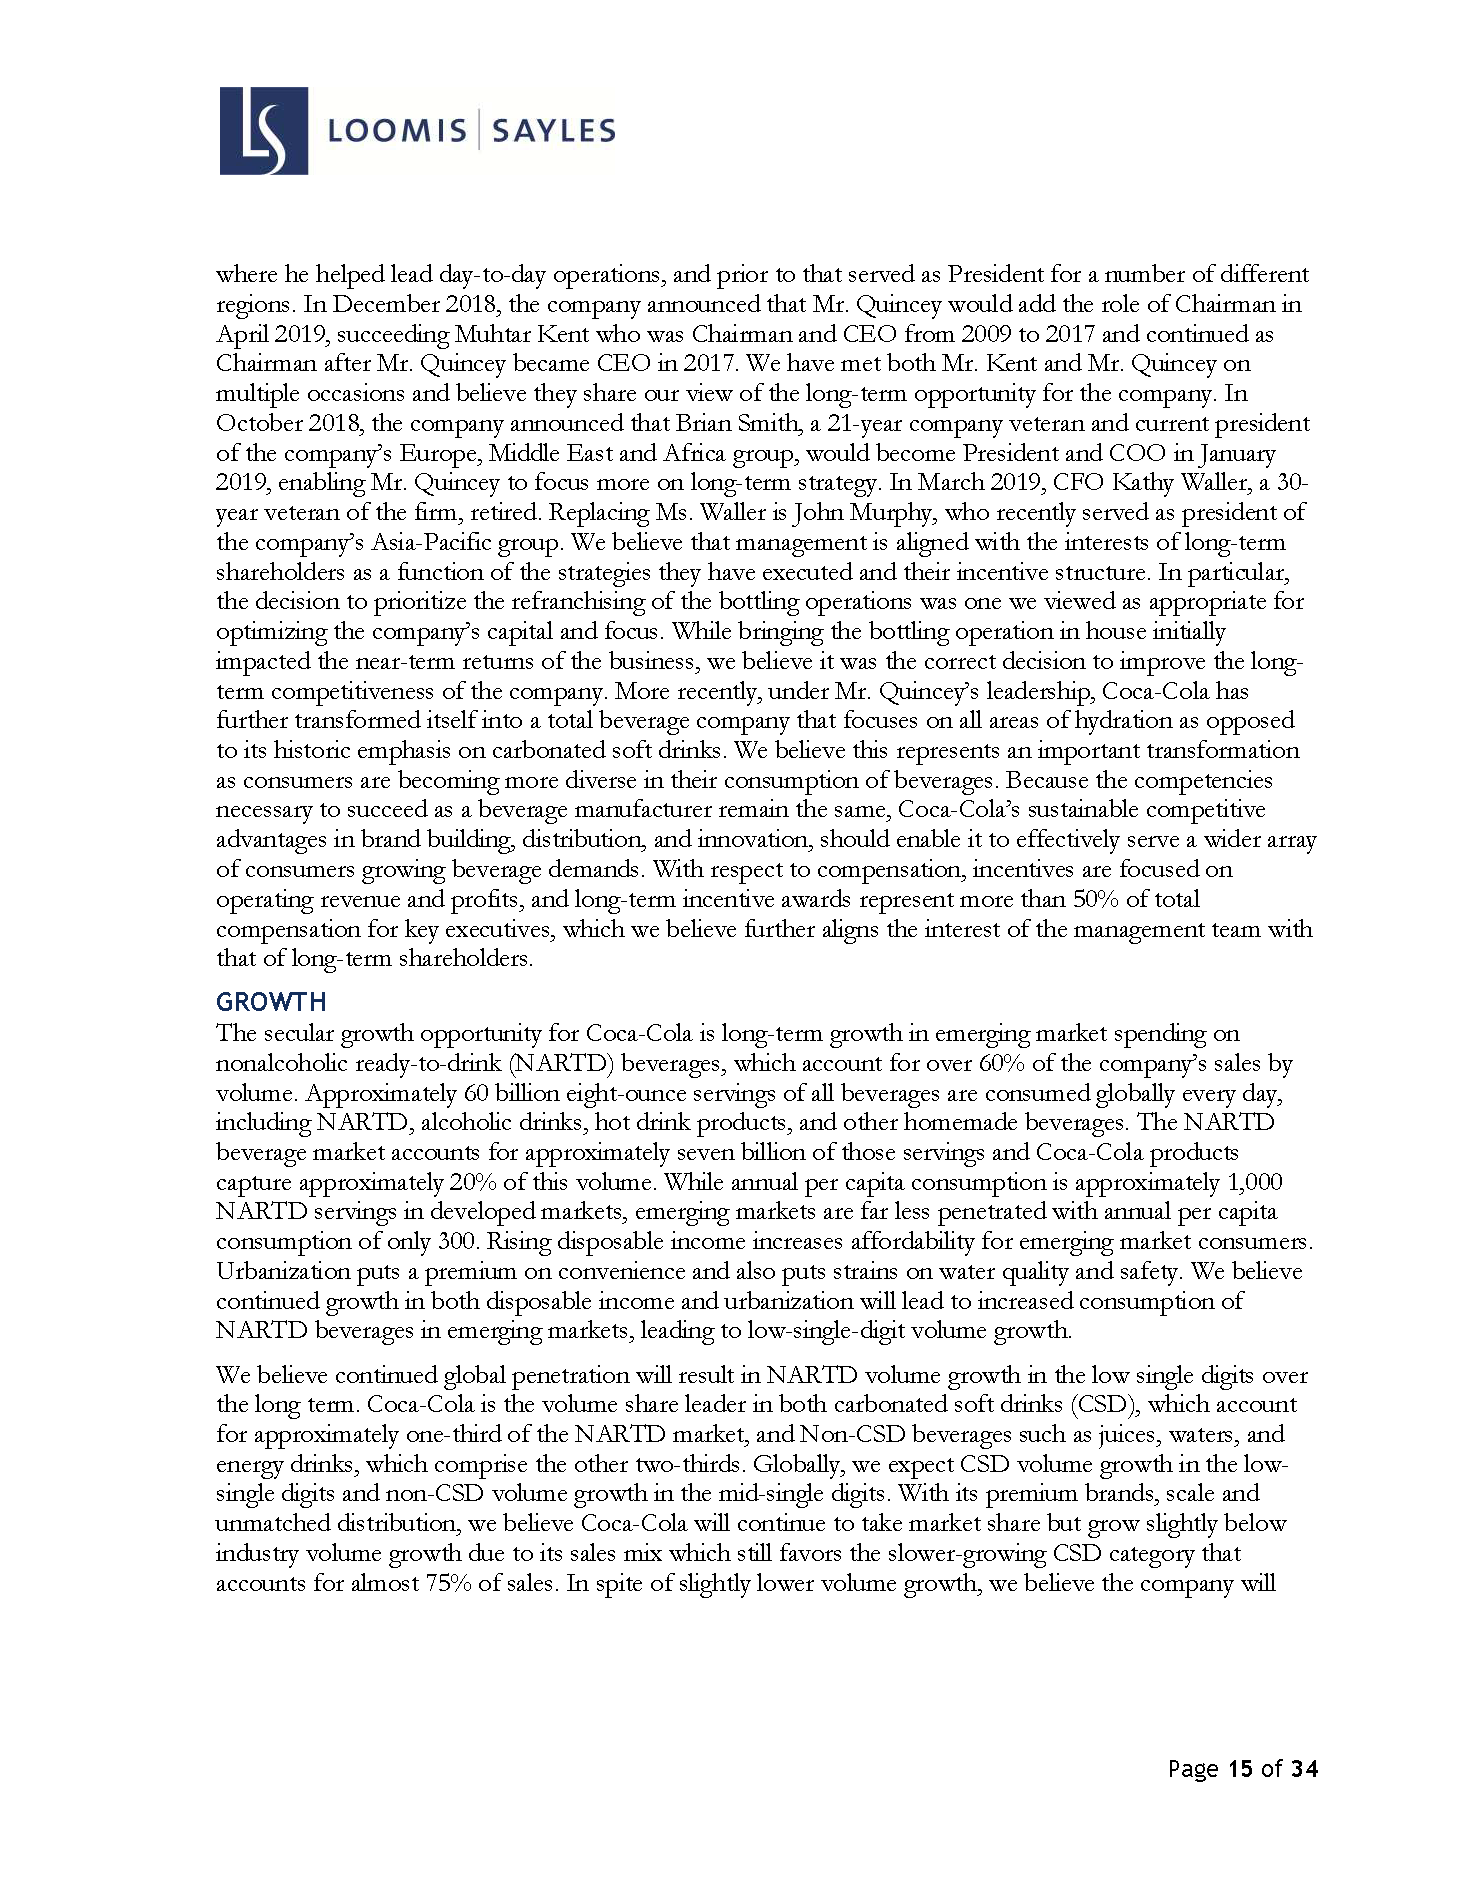 LOOMIS | SAYLES
where he helped lead day-to-day operations, and prior to that served as President for a number of different
regions. In December 2018, the company announced that Mr. Quincey would add the role of Chairman in
April 2019, succeeding Muhtar Kent who was Chairman and CEO from 2009 to 2017 and continued as
Chairman after Mr. Quincey became CEO in 2017. We have met both Mr. Kent and Mr. Quincey on
multiple occasions and believe they share our view of the long-term opportunity for the company. In
October 2018, the company announced that Brian Smith, a 21-year company veteran and current president
of the company’s Europe, Middle East and Africa group, would become President and COO in January
2019, enabling Mr. Quincey to focus more on long-term strategy. In March 2019, CFO Kathy Waller, a 30-
year veteran of the firm, retired. Replacing Ms. Waller is John Murphy, who recently served as president of
the company’s Asia-Pacific group. We believe that management is aligned with the interests of long-term
shareholders as a function of the strategies they have executed and their incentive structure. In particular,
the decision to prioritize the refranchising of the bottling operations was one we viewed as appropriate for
optimizing the company’s capital and focus. While bringing the bottling operation in house initially
impacted the near-term returns of the business, we believe it was the correct decision to improve the long-
term competitiveness of the company. More recently, under Mr. Quincey’s leadership, Coca-Cola has
further transformed itself into a total beverage company that focuses on all areas of hydration as opposed
to its historic emphasis on carbonated soft drinks. We believe this represents an important transformation
as consumers are becoming more diverse in their consumption of beverages. Because the competencies
necessary to succeed as a beverage manufacturer remain the same, Coca-Cola’s sustainable competitive
advantages in brand building, distribution, and innovation, should enable it to effectively serve a wider array
of consumers growing beverage demands. With respect to compensation, incentives are focused on
operating revenue and profits, and long-term incentive awards represent more than 50% of total
compensation for key executives, which we believe further aligns the interest of the management team with
that of long-term shareholders.
GROWTH
The secular growth opportunity for Coca-Cola is long-term growth in emerging market spending on
nonalcoholic ready-to-drink (NARTD) beverages, which account for over 60% of the company’s sales by
volume. Approximately 60 billion eight-ounce servings of all beverages are consumed globally every day,
including NARTD, alcoholic drinks, hot drink products, and other homemade beverages. The NARTD
beverage market accounts for approximately seven billion of those servings and Coca-Cola products
capture approximately 20% of this volume. While annual per capita consumption is approximately 1,000
NARTD servings in developed markets, emerging markets are far less penetrated with annual per capita
consumption of only 300. Rising disposable income increases affordability for emerging market consumers.
Urbanization puts a premium on convenience and also puts strains on water quality and safety. We believe
continued growth in both disposable income and urbanization will lead to increased consumption of
NARTD beverages in emerging markets, leading to low-single-digit volume growth.
We believe continued global penetration will result in NARTD volume growth in the low single digits over
the long term. Coca-Cola is the volume share leader in both carbonated soft drinks (CSD), which account
for approximately one-third of the NARTD market, and Non-CSD beverages such as juices, waters, and
energy drinks, which comprise the other two-thirds. Globally, we expect CSD volume growth in the low-
single digits and non-CSD volume growth in the mid-single digits. With its premium brands, scale and
unmatched distribution, we believe Coca-Cola will continue to take market share but grow slightly below
industry volume growth due to its sales mix which still favors the slower-growing CSD category that
accounts for almost 75% of sales. In spite of slightly lower volume growth, we believe the company will
Page 15 of 34